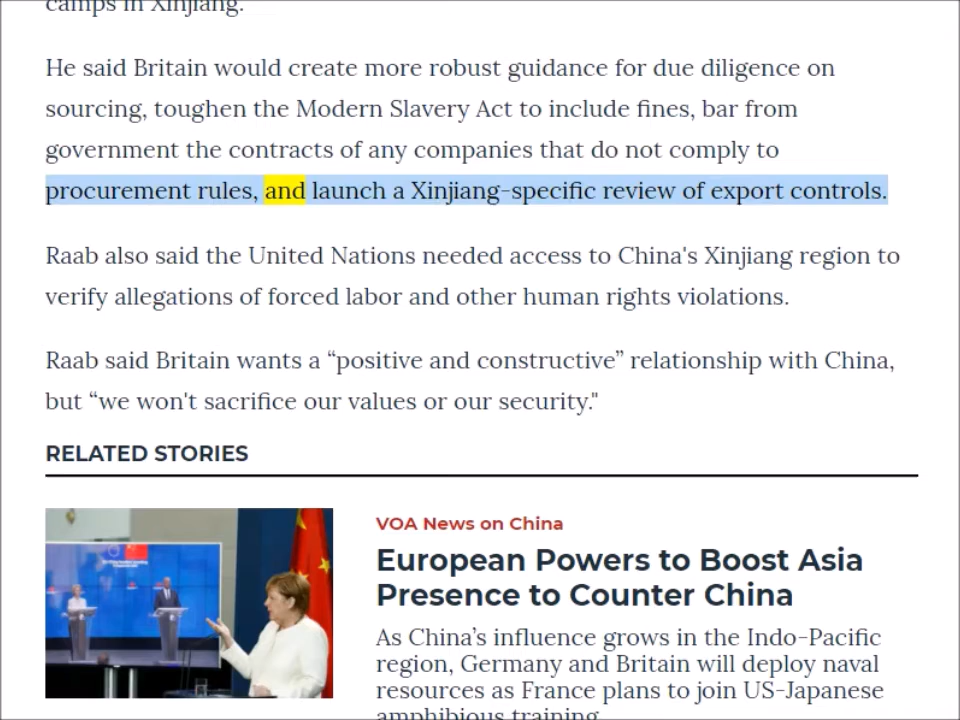 camps in Xinjiang.
He said Britain would create more robust guidance for due diligence on
sourcing, toughen the Modern Slavery Act to include fines, bar from
government the contracts of any companies that do not comply to
procurement rules, and launch a Xinjiang-specific review of export controls.
Raab also said the United Nations needed access to China's Xinjiang region to
verify allegations of forced labor and other human rights violations.
Raab said Britain wants a “positive and constructive” relationship with China,
but “we won't sacrifice our values or our security."
RELATED STORIES
VOA News on China
European Powers to Boost Asia
Presence to Counter China
As China’s influence grows in the Indo-Pacific
region, Germany and Britain will deploy naval
resources as France plans to join US-Japanese
amphibious training